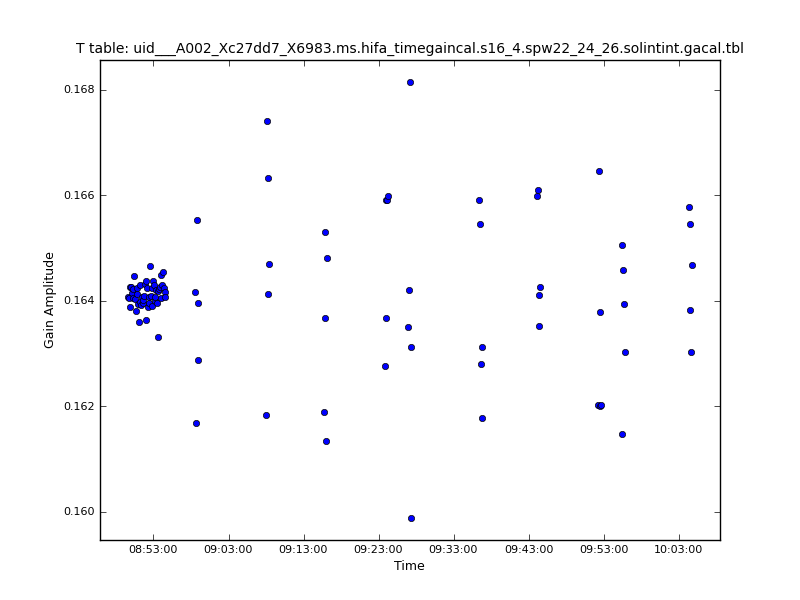 T table: uid___A002_Xc27dd7_X6983.ms.hifa_timegaincal.s16_4.spw22_24_26.solintint.gacal.tbl
0.168
0.166
0.164
0.162
0.160
Gain Amplitude
08:53:00 09:03:00 09:13:00 09:23:00 09:33:00 09:43:00 09:53:00 10:03:00
Time